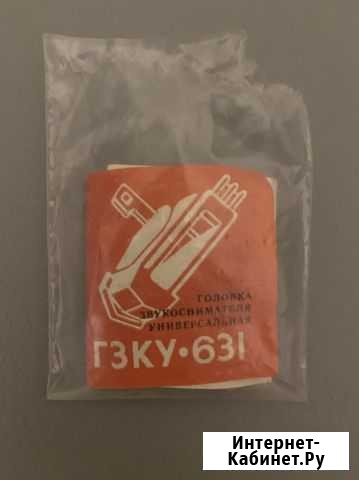 ГОЛОВКА
ЗВУКОСНИМАТЕЛЯ
УНИВЕРСАЛЬНАЯ
ГЗКУ·631
Интернет-
Кабинет.Ру